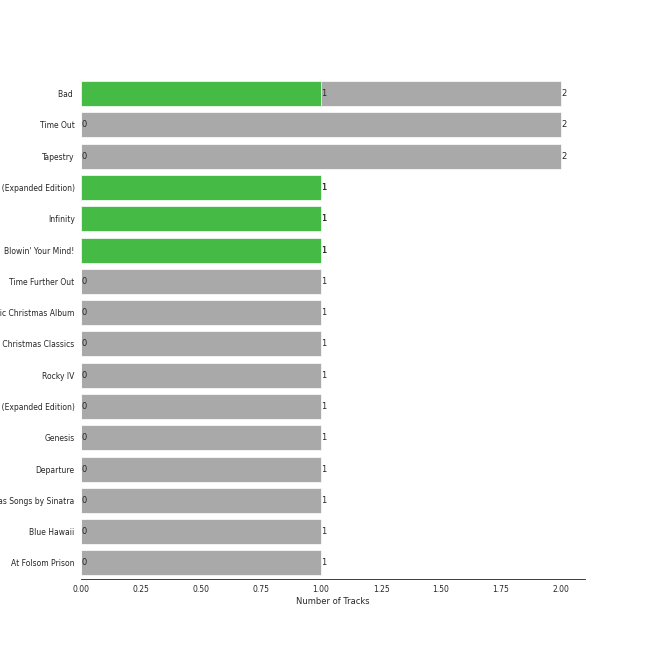 Bad 1 2
Time Out 0 2
Tapestry 0 2
(Expanded Edition) 1
Infinity 1
Blowin' Your Mind! 1
Time Further Out 0 1
ic Christmas Album 0 1
Christmas Classics 0 1
Rocky IV 0 1
(Expanded Edition) 0 1
Genesis 0 1
Departure 0 1
as Songs by Sinatra 0 1
Blue Hawaii 0 1
At Folsom Prison 0 1
0.00 0.25 0.50 0.75 1.00 1.25 1.50 1.75 2.00
Number of Tracks